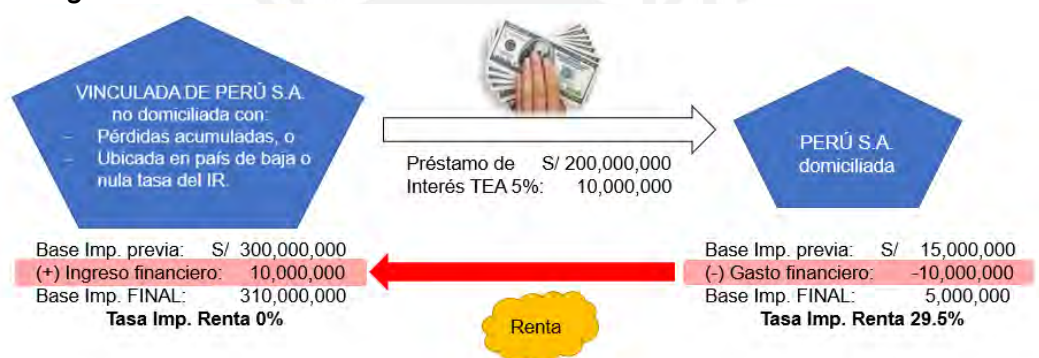 VINCULADA DE PERÚ S.A.
no domiciliada con:
- Pérdidas acumuladas, o
- Ubicada en país de baja o
nula tasa del IR.
Préstamo de S/ 200,000,000
Interés TEA 5%: 10,000,000
PERÚ S.A.
domiciliada
Base Imp. previa: S/ 300,000,000
(+) Ingreso financiero: 10,000,000
Base Imp. FINAL: 310,000,000
Tasa Imp. Renta 0%
Renta
Base Imp. previa: S/ 15,000,000
(-) Gasto financiero: -10,000,000
Base Imp. FINAL: 5,000,000
Tasa Imp. Renta 29.5%